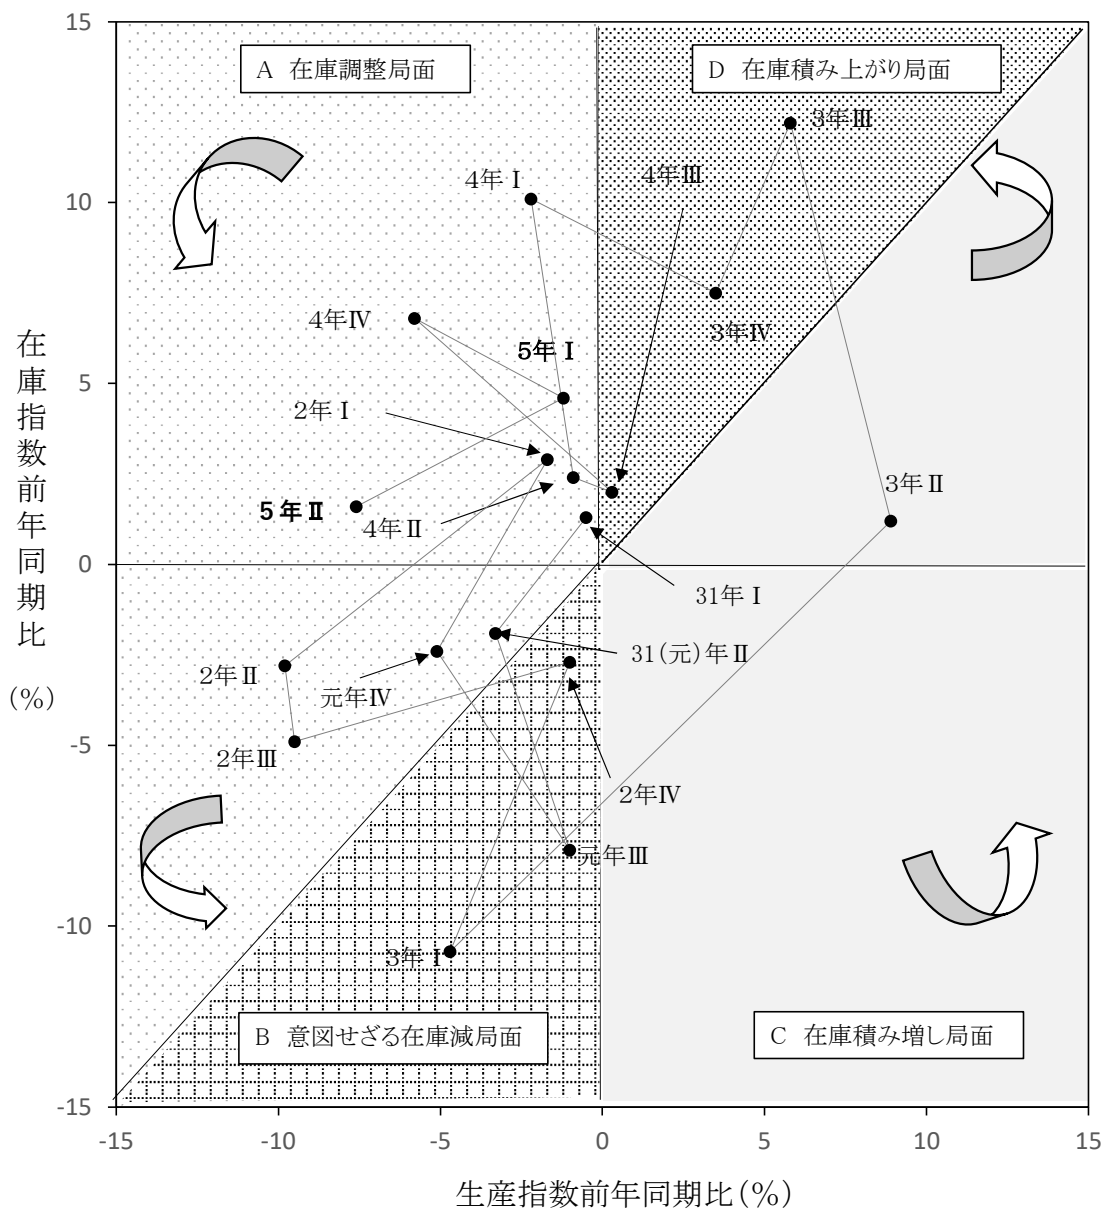 15
A 在庫調整局面
D 在庫積み上がり局面
3年Ⅲ
4年Ⅰ
4年Ⅲ
10
4年Ⅳ
3年Ⅳ
5年Ⅰ
5
2年Ⅰ
3年Ⅱ
5年Ⅱ
4年Ⅱ
0
31年Ⅰ
31(元)年Ⅱ
2年Ⅱ
元年Ⅳ
-5
2年Ⅲ
2年Ⅳ
元年Ⅲ
-10
3年Ⅰ
B 意図せざる在庫減局面
C 在庫積み増し局面
-15
-15
-10
-5
0
5
10
15
在庫指数前年同期比
(%)
生産指数前年同期比(%)